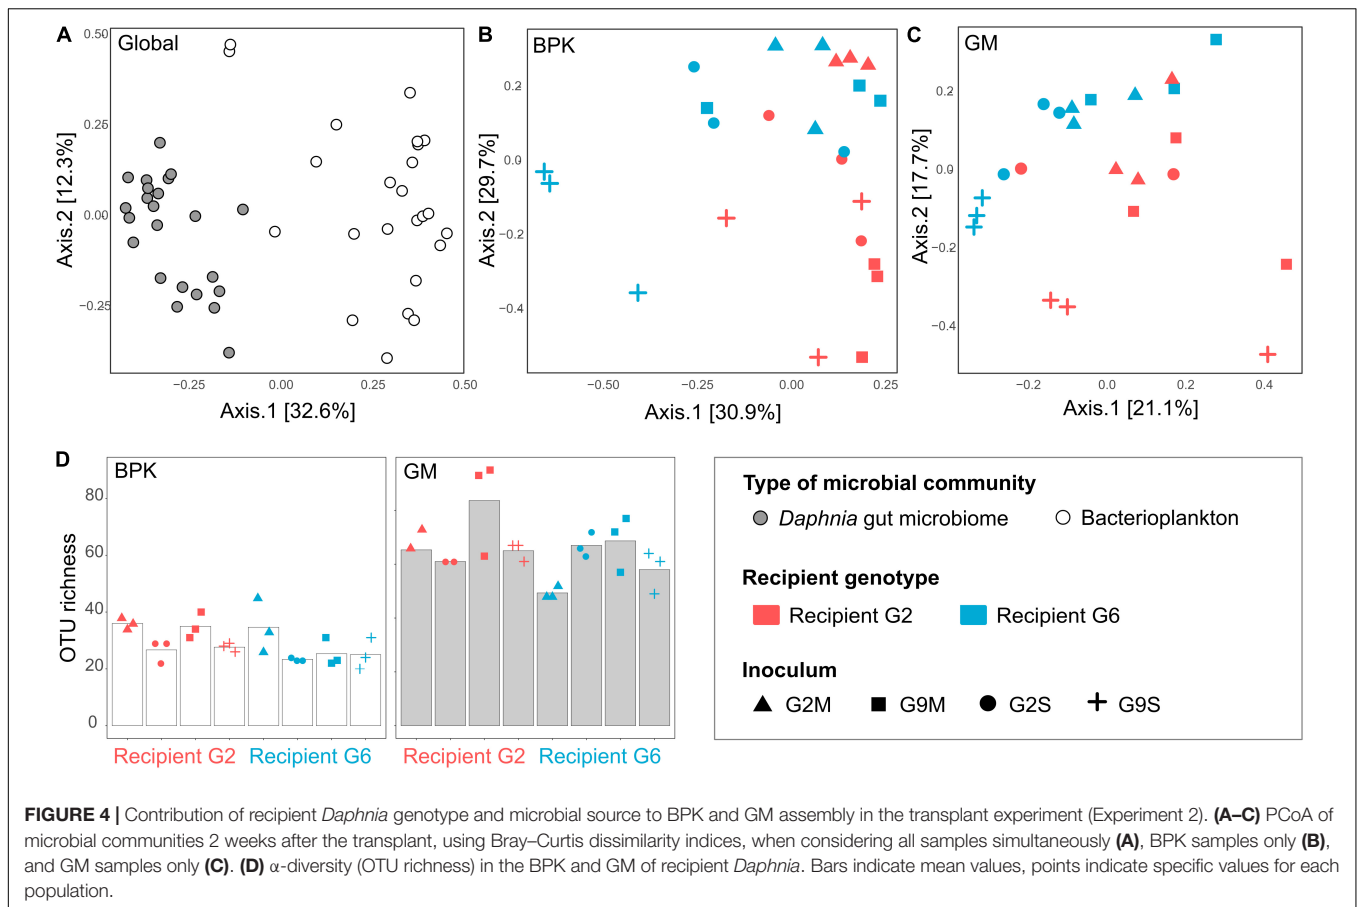 A
Global
0.50
0.25
0.00
−0.25
Axis.2 [12.3%]
−0.25
0.00
0.25
0.50
Axis.1 [32.6%]
B
BPK
0.2
0.0
−0.2
−0.4
Axis.2 [29.7%]
−0.50
−0.25
0.00
0.25
Axis.1 [30.9%]
C
GM
0.2
0.0
−0.2
−0.4
Axis.2 [17.7%]
−0.2
0.0
0.2
0.4
Axis.1 [21.1%]
D
BPK
GM
80
60
40
20
0
OTU richness
Recipient G2
Recipient G6
Recipient G2
Recipient G6
Type of microbial community
Daphnia gut microbiome
Bacterioplankton
Recipient genotype
Recipient G2
Recipient G6
Inoculum
G2M
G9M
G2S
G9S
FIGURE 4 | Contribution of recipient Daphnia genotype and microbial source to BPK and GM assembly in the transplant experiment (Experiment 2). (A–C) PCoA of
microbial communities 2 weeks after the transplant, using Bray–Curtis dissimilarity indices, when considering all samples simultaneously (A), BPK samples only (B),
and GM samples only (C). (D) α-diversity (OTU richness) in the BPK and GM of recipient Daphnia. Bars indicate mean values, points indicate specific values for each
population.